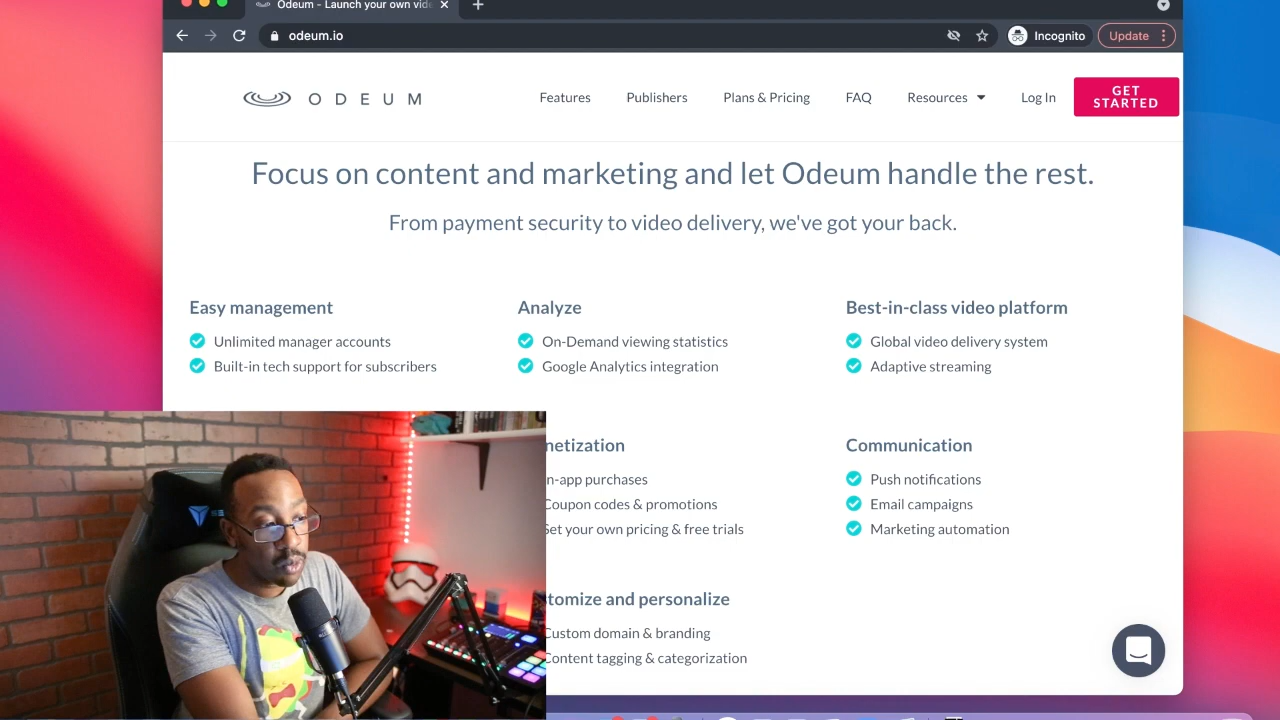 Odeum - Launch your own vide
odeum.io
Incognito
Update
ODEUM
Features
Publishers
Plans & Pricing
FAQ
Resources
Log In
GET
STARTED
Focus on content and marketing and let Odeum handle the rest.
From payment security to video delivery, we've got your back.
Easy management
Unlimited manager accounts
Built-in tech support for subscribers
Analyze
On-Demand viewing statistics
Google Analytics integration
Best-in-class video platform
Global video delivery system
Adaptive streaming
netization
n-app purchases
Coupon codes & promotions
Set your own pricing & free trials
Communication
Push notifications
Email campaigns
Marketing automation
tomize and personalize
Custom domain & branding
Content tagging & categorization